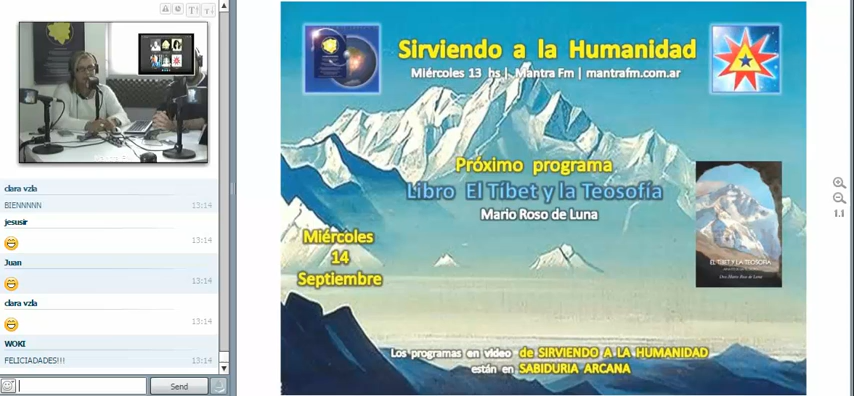 clara vzla
BIENNNNN
13:14
jesusir
13:14
Juan
13:14
clara vzla
13:14
WOKI
FELICIADADES!!!
13:14
Send
Sirviendo a la Humanidad
Miércoles 13 hs | Mantra Fm | mantrafm.com.ar
Próximo programa
Libro El Tíbet y la Teosofía
Mario Roso de Luna
Miércoles
14
Septiembre
EL TÍBET Y LA TEOSOFÍA
Los programas en video de SIRVIENDO A LA HUMANIDAD
están en SABIDURIA ARCANA
1.1